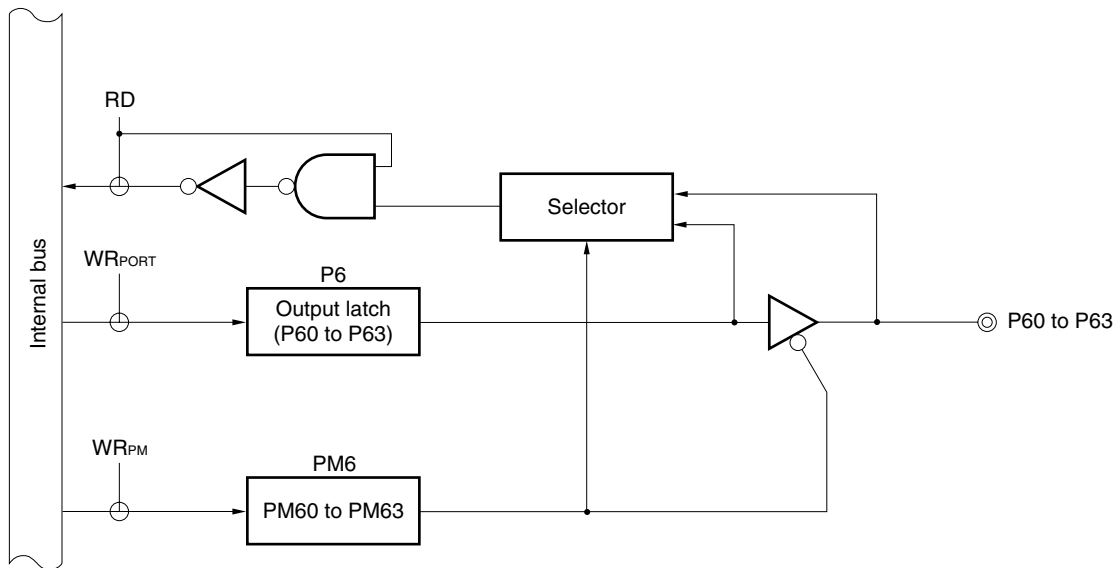 RD
Selector
WRPORT
P6
Output latch
(P60 to P63)
P60 to P63
Internal bus
WRPM
PM6
PM60 to PM63